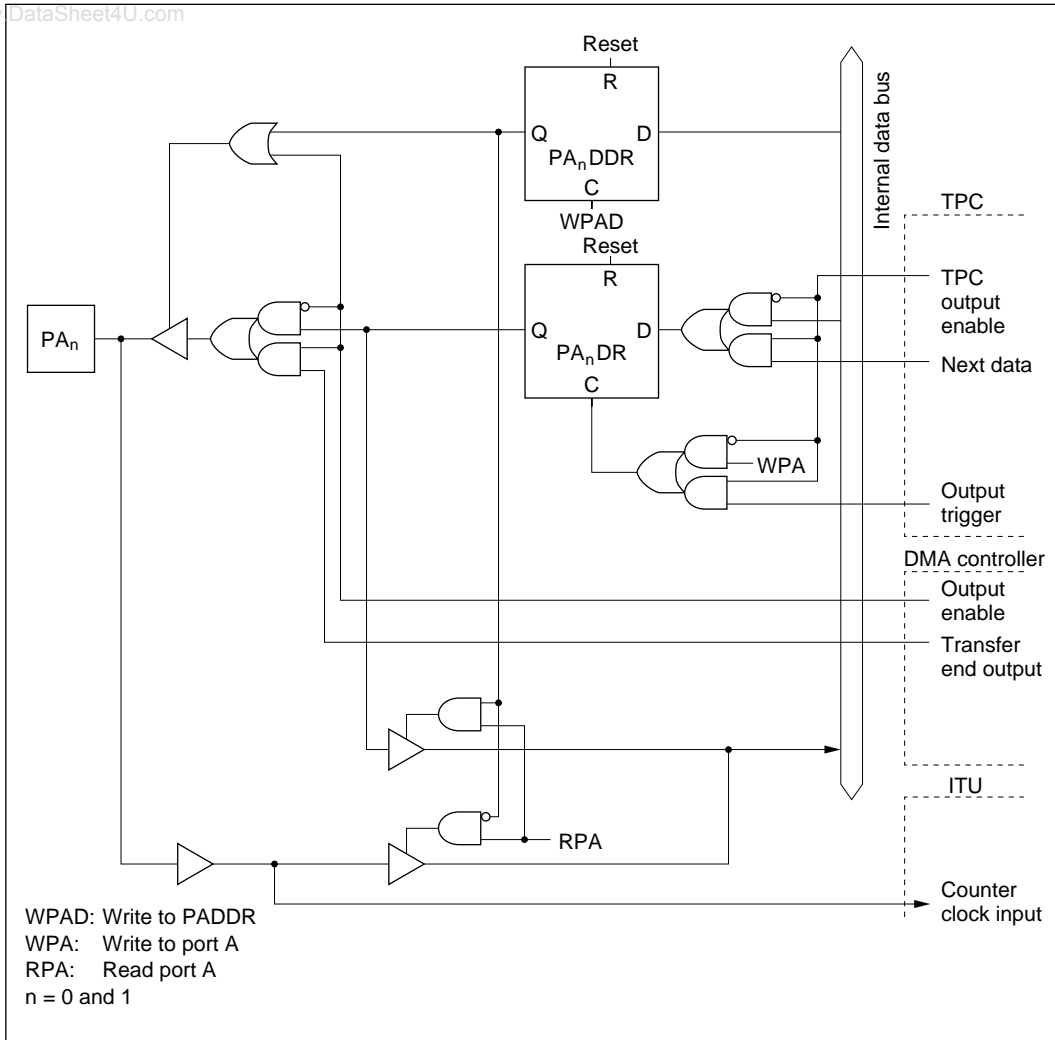 .DataSheet4U.com
Reset
R
Q
D
PAnDDR
C
WPAD
Internal data bus
TPC
Reset
R
Q
D
PAnDR
C
PAn
TPC
output
enable
Next data
WPA
Output
trigger
DMA controller
Output
enable
Transfer
end output
ITU
RPA
Counter
clock input
WPAD: Write to PADDR
WPA: Write to port A
RPA: Read port A
n = 0 and 1